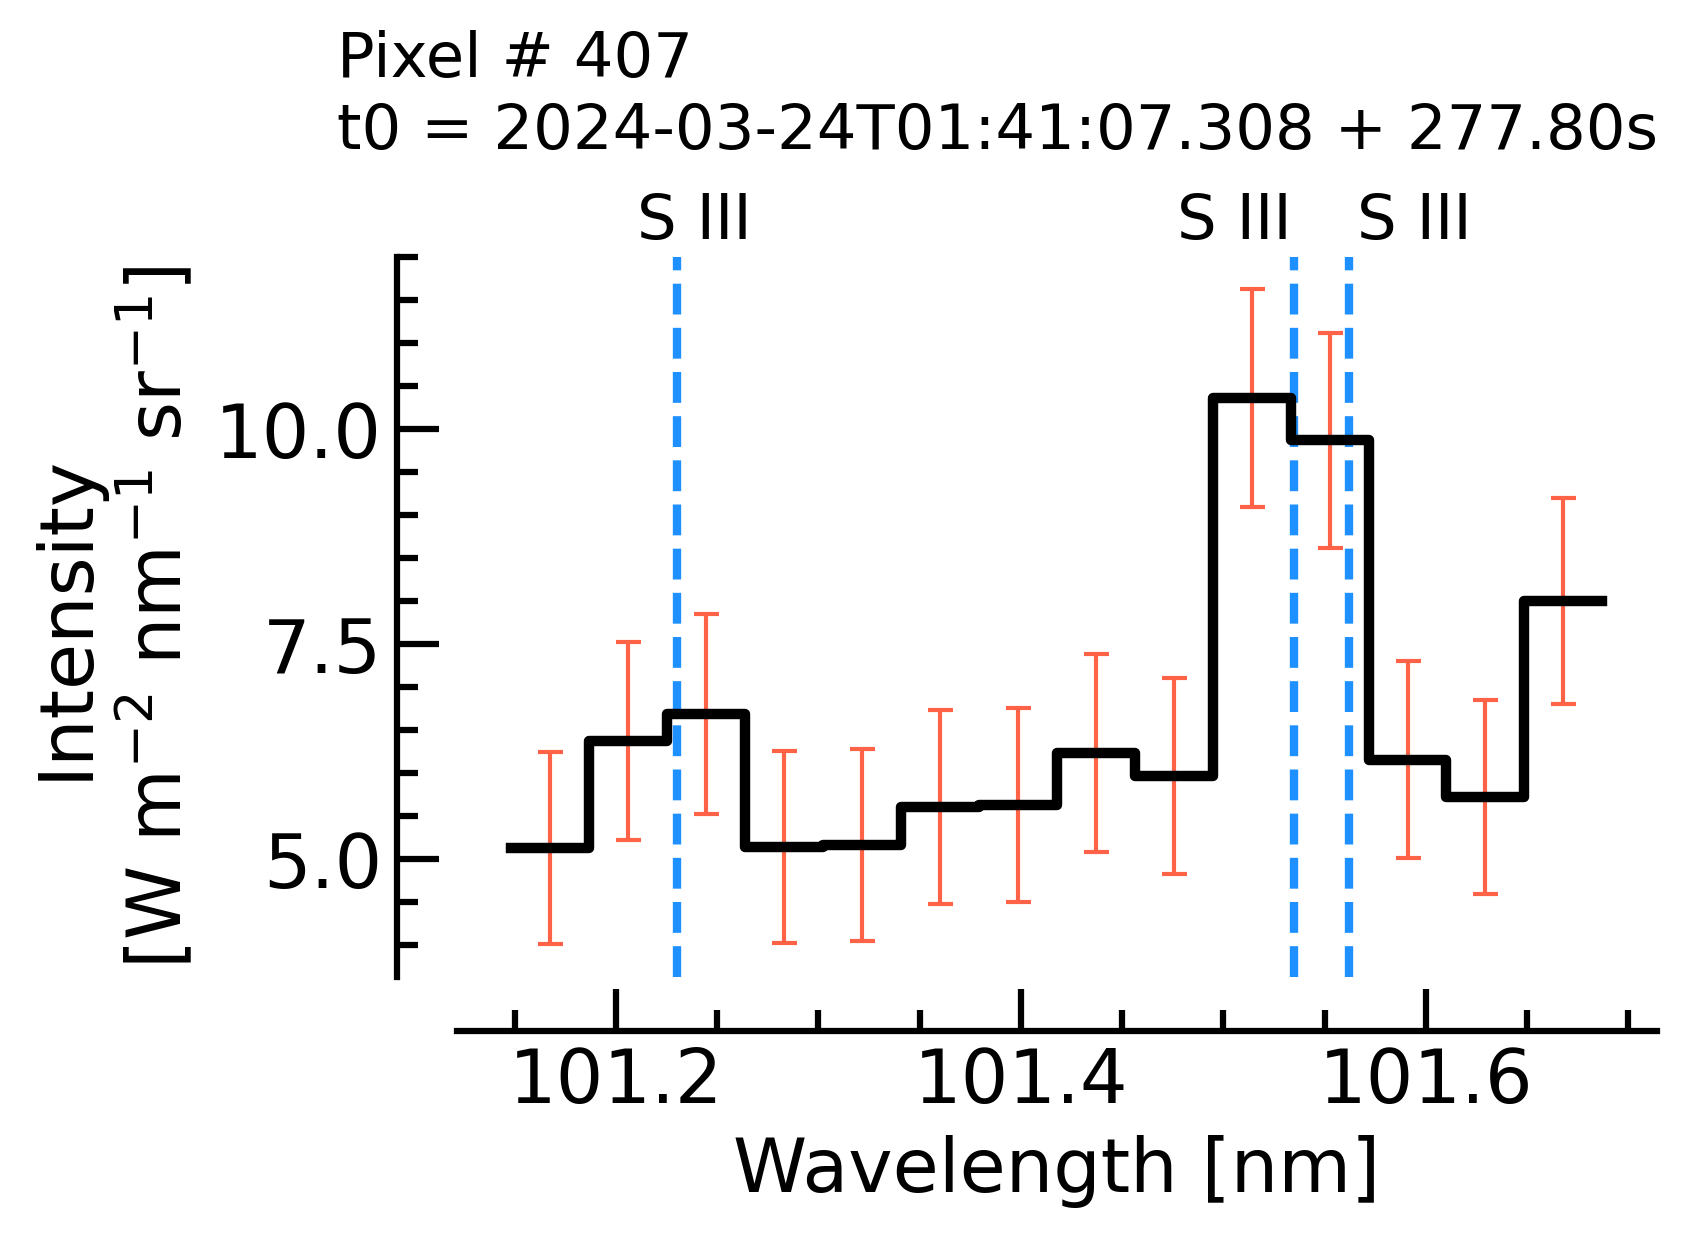 Pixel # 407
t0 = 2024-03-24T01:41:07.308 + 277.80s
S III S III S III
Intensity
[W m⁻² nm⁻¹ sr⁻¹]
10.0
7.5
5.0
101.2 101.4 101.6
Wavelength [nm]